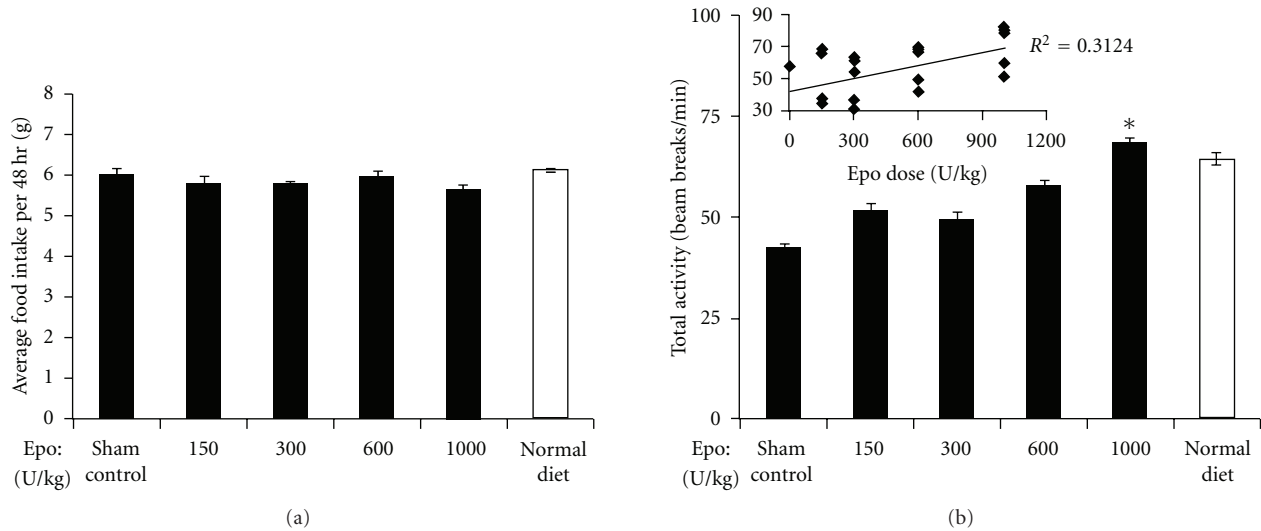 Average food intake per 48 hr (g)
8
7
6
5
4
3
2
1
0
Epo: Sham control 150 300 600 1000 Normal diet
(U/kg)
(a)
Total activity (beam breaks/min)
100
75
50
25
0
90
70
50
30
0 300 600 900 1200
Epo dose (U/kg)
R² = 0.3124
*
Epo: Sham control 150 300 600 1000 Normal diet
(U/kg)
(b)